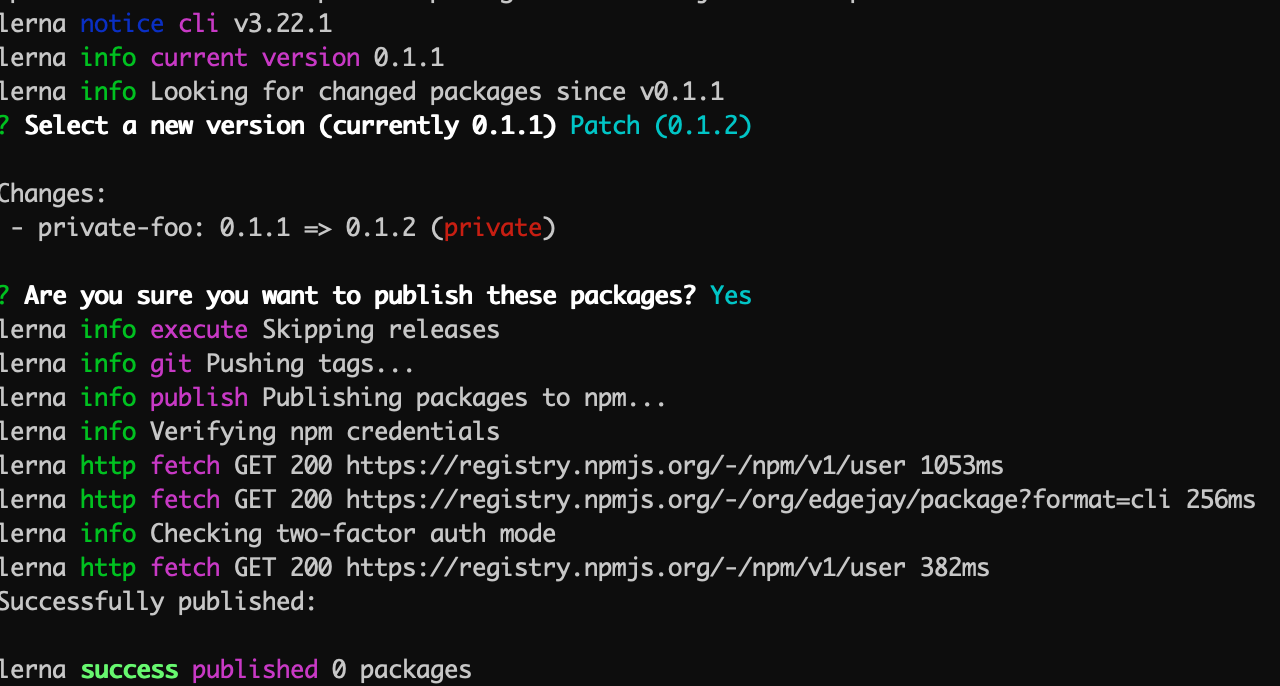 lerna notice cli v3.22.1
lerna info current version 0.1.1
lerna info Looking for changed packages since v0.1.1
? Select a new version (currently 0.1.1) Patch (0.1.2)
Changes:
- private-foo: 0.1.1 => 0.1.2 (private)
? Are you sure you want to publish these packages? Yes
lerna info execute Skipping releases
lerna info git Pushing tags...
lerna info publish Publishing packages to npm...
lerna info Verifying npm credentials
lerna http fetch GET 200 https://registry.npmjs.org/-/npm/v1/user 1053ms
lerna http fetch GET 200 https://registry.npmjs.org/-/org/edgejay/package?format=cli 256ms
lerna info Checking two-factor auth mode
lerna http fetch GET 200 https://registry.npmjs.org/-/npm/v1/user 382ms
Successfully published:
lerna success published 0 packages